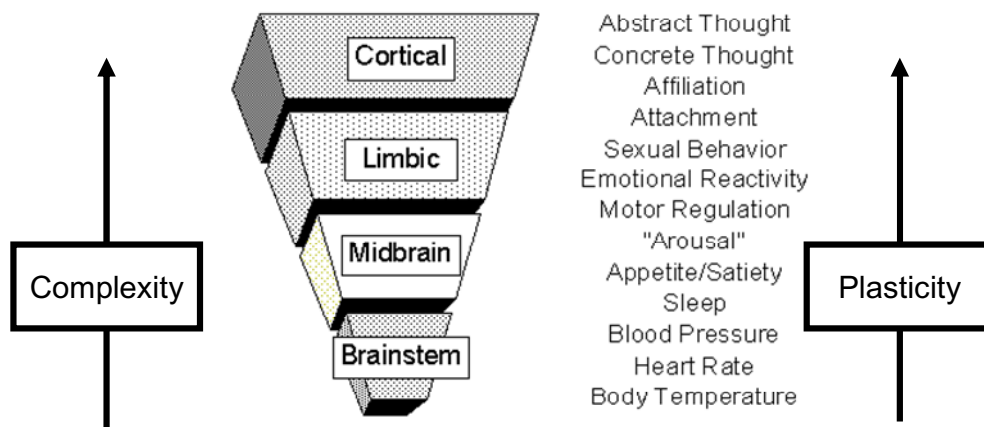 Cortical
Limbic
Midbrain
Brainstem
Abstract Thought
Concrete Thought
Affiliation
Attachment
Sexual Behavior
Emotional Reactivity
Motor Regulation
"Arousal"
Appetite/Satiety
Sleep
Blood Pressure
Heart Rate
Body Temperature
Complexity
Plasticity